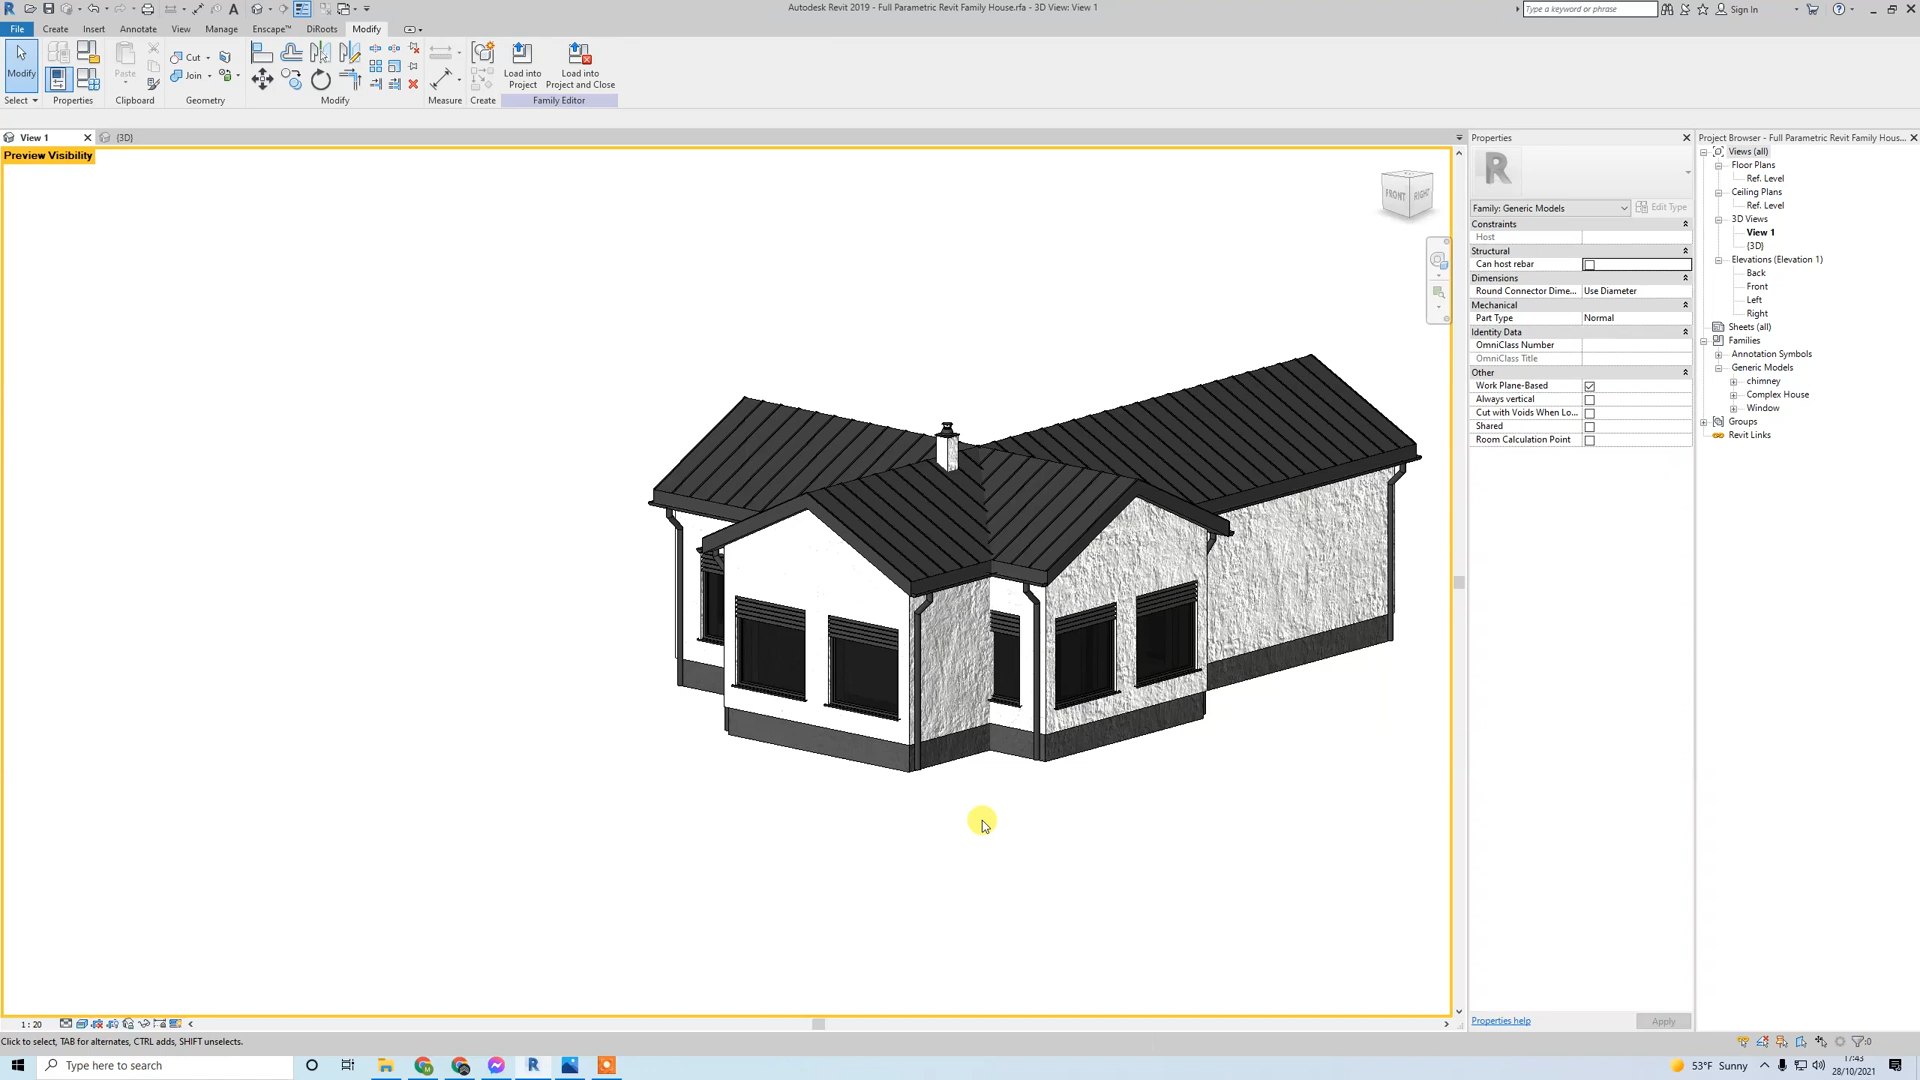 Autodesk Revit 2019 - Full Parametric Revit Family House.rfa - 3D View: View 1
Type a keyword or phrase
Sign In
File Create Insert Annotate View Manage Enscape™ DiRoots Modify
Modify
Paste
Cut
Join
Load into
Project
Load into
Project and Close
Select Properties Clipboard Geometry Modify Measure Create Family Editor
View 1
{3D}
Preview Visibility
FRONT RIGHT
Properties
R
Family: Generic Models
Edit Type
Constraints
Host
Structural
Can host rebar
Dimensions
Round Connector Dime... Use Diameter
Mechanical
Part Type Normal
Identity Data
OmniClass Number
OmniClass Title
Other
Work Plane-Based
Always vertical
Cut with Voids When Lo...
Shared
Room Calculation Point
Properties help
Apply
Project Browser - Full Parametric Revit Family Hous...
Views (all)
Floor Plans
Ref. Level
Ceiling Plans
Ref. Level
3D Views
View 1
{3D}
Elevations (Elevation 1)
Back
Front
Left
Right
Sheets (all)
Families
Annotation Symbols
Generic Models
chimney
Complex House
Window
Groups
Revit Links
1 : 20
Click to select, TAB for alternates, CTRL adds, SHIFT unselects.
:0
Type here to search
53°F Sunny
17:43
28/10/2021